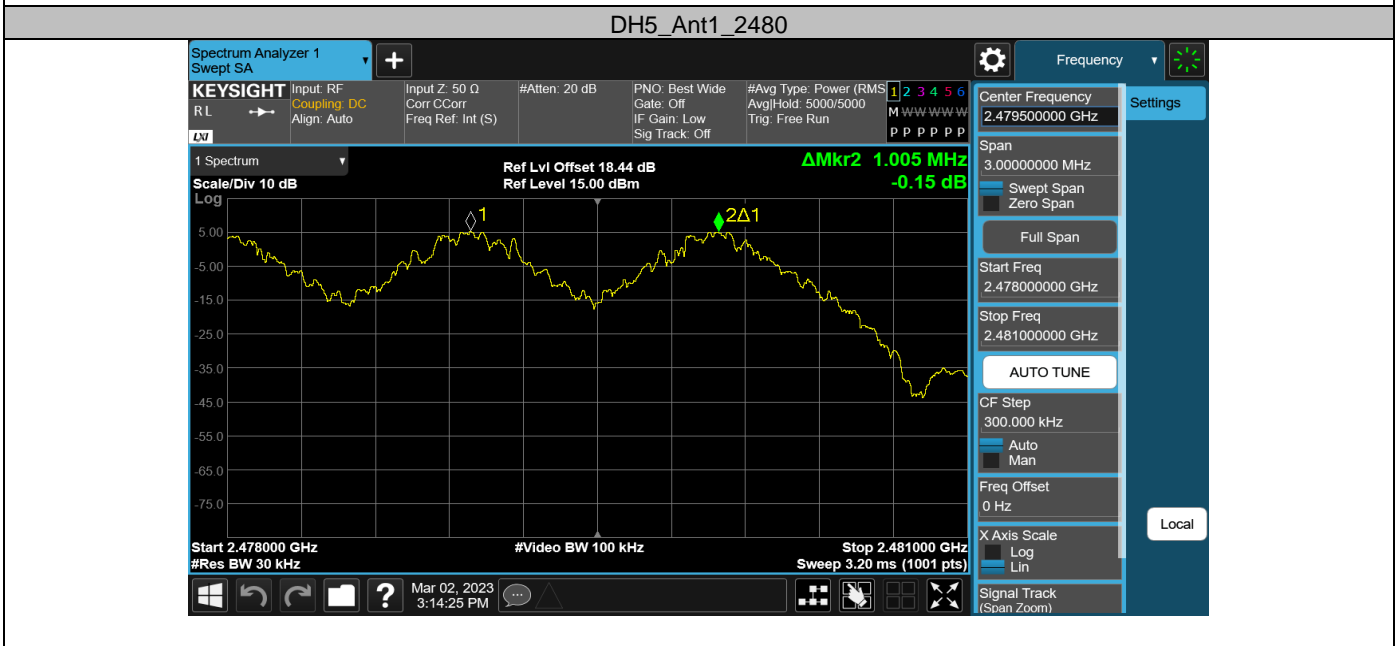 DH5_Ant1_2480
Spectrum Analyzer 1
Swept SA
Frequency
KEYSIGHT
RL
LXI
Input: RF
Coupling: DC
Align: Auto
Input Z: 50 Ω
Corr CCorr
Freq Ref: Int (S)
#Atten: 20 dB
PNO: Best Wide
Gate: Off
IF Gain: Low
Sig Track: Off
#Avg Type: Power (RMS
Avg|Hold: 5000/5000
Trig: Free Run
1 2 3 4 5 6
M W W W W W
P P P P P P
1 Spectrum
Scale/Div 10 dB
Log
Ref Lvl Offset 18.44 dB
Ref Level 15.00 dBm
ΔMkr2 1.005 MHz
-0.15 dB
1
2Δ1
5.00
-5.00
-15.0
-25.0
-35.0
-45.0
-55.0
-65.0
-75.0
Start 2.478000 GHz
#Res BW 30 kHz
#Video BW 100 kHz
Stop 2.481000 GHz
Sweep 3.20 ms (1001 pts)
Mar 02, 2023
3:14:25 PM
Settings
Center Frequency
2.479500000 GHz
Span
3.00000000 MHz
Swept Span
Zero Span
Full Span
Start Freq
2.478000000 GHz
Stop Freq
2.481000000 GHz
AUTO TUNE
CF Step
300.000 kHz
Auto
Man
Freq Offset
0 Hz
X Axis Scale
Log
Lin
Signal Track
(Span Zoom)
Local